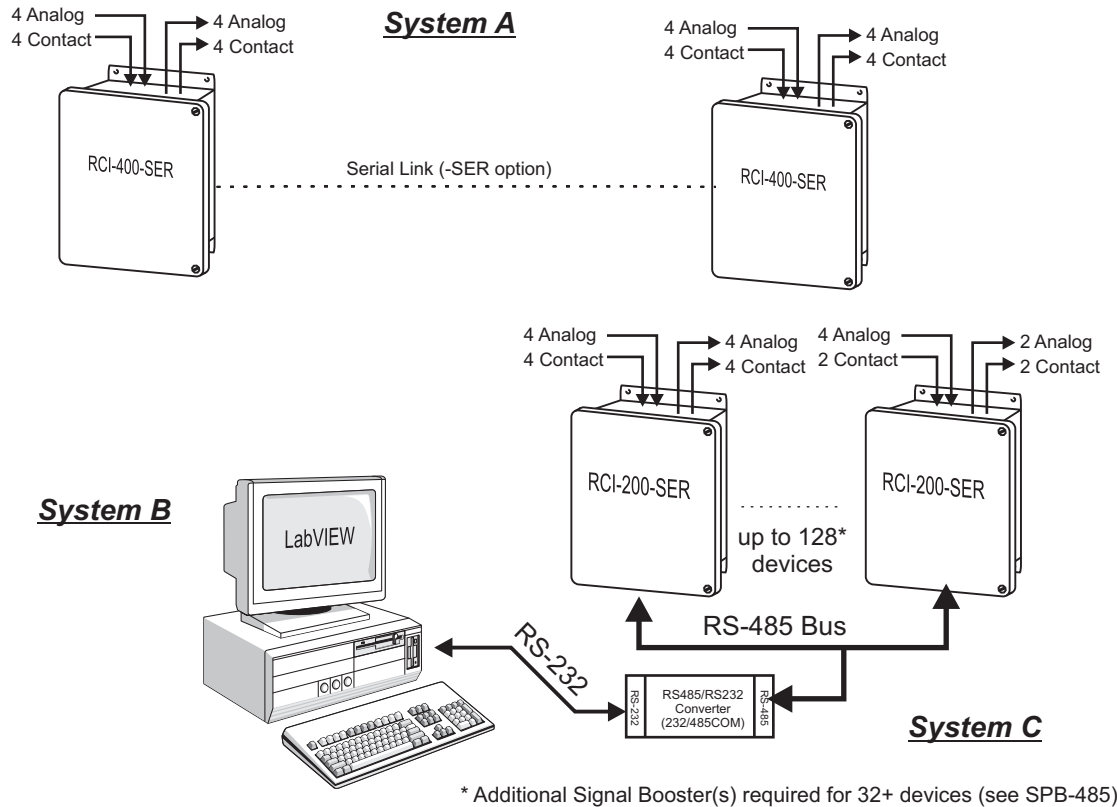 System A
4 Analog
4 Contact
4 Analog
4 Contact
RCI-400-SER
Serial Link (-SER option)
4 Analog
4 Contact
4 Analog
4 Contact
RCI-400-SER
4 Analog
4 Contact
4 Analog
4 Contact
RCI-200-SER
4 Analog
2 Contact
2 Analog
2 Contact
RCI-200-SER
up to 128*
devices
System B
LabVIEW
RS-485 Bus
RS-232
RS-232
RS485/RS232
Converter
(232/485COM)
RS-485
System C
* Additional Signal Booster(s) required for 32+ devices (see SPB-485)